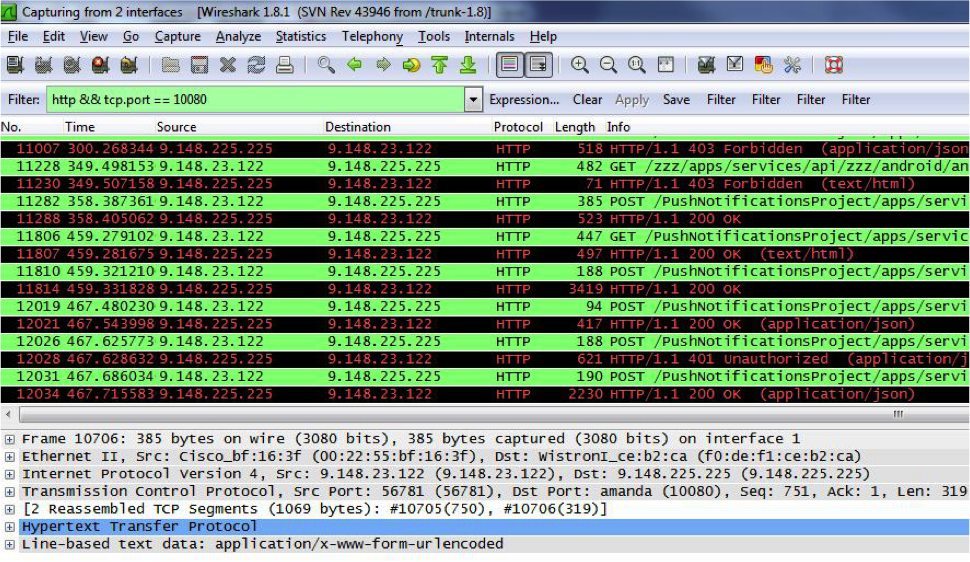 Capturing from 2 interfaces [Wireshark 1.8.1 (SVN Rev 43946 from /trunk-1.8)]
File Edit View Go Capture Analyze Statistics Telephony Tools Internals Help
Filter: http && tcp.port == 10080 Expression... Clear Apply Save Filter Filter Filter Filter
No. Time Source Destination Protocol Length Info
11007 300.268344 9.148.225.225 9.148.23.122 HTTP 518 HTTP/1.1 403 Forbidden (application/json
11228 349.498153 9.148.23.122 9.148.225.225 HTTP 482 GET /zzz/apps/services/api/zzz/android/an
11230 349.507158 9.148.225.225 9.148.23.122 HTTP 71 HTTP/1.1 403 Forbidden (text/html)
11282 358.387361 9.148.23.122 9.148.225.225 HTTP 385 POST /PushNotificationsProject/apps/servi
11288 358.405062 9.148.225.225 9.148.23.122 HTTP 523 HTTP/1.1 200 OK
11806 459.279102 9.148.23.122 9.148.225.225 HTTP 447 GET /PushNotificationsProject/apps/servic
11807 459.281675 9.148.225.225 9.148.23.122 HTTP 497 HTTP/1.1 200 OK (text/html)
11810 459.321210 9.148.23.122 9.148.225.225 HTTP 188 POST /PushNotificationsProject/apps/servi
11814 459.331828 9.148.225.225 9.148.23.122 HTTP 3419 HTTP/1.1 200 OK
12019 467.480230 9.148.23.122 9.148.225.225 HTTP 94 POST /PushNotificationsProject/apps/servi
12021 467.543998 9.148.225.225 9.148.23.122 HTTP 417 HTTP/1.1 200 OK (application/json)
12026 467.625773 9.148.23.122 9.148.225.225 HTTP 188 POST /PushNotificationsProject/apps/servi
12028 467.628632 9.148.225.225 9.148.23.122 HTTP 621 HTTP/1.1 401 Unauthorized (application/j
12031 467.686034 9.148.23.122 9.148.225.225 HTTP 190 POST /PushNotificationsProject/apps/servi
12034 467.715583 9.148.225.225 9.148.23.122 HTTP 2230 HTTP/1.1 200 OK (application/json)
Frame 10706: 385 bytes on wire (3080 bits), 385 bytes captured (3080 bits) on interface 1
Ethernet II, Src: Cisco_bf:16:3f (00:22:55:bf:16:3f), Dst: WistronI_ce:b2:ca (f0:de:f1:ce:b2:ca)
Internet Protocol Version 4, Src: 9.148.23.122 (9.148.23.122), Dst: 9.148.225.225 (9.148.225.225)
Transmission Control Protocol, Src Port: 56781 (56781), Dst Port: amanda (10080), Seq: 751, Ack: 1, Len: 319
[2 Reassembled TCP Segments (1069 bytes): #10705(750), #10706(319)]
Hypertext Transfer Protocol
Line-based text data: application/x-www-form-urlencoded